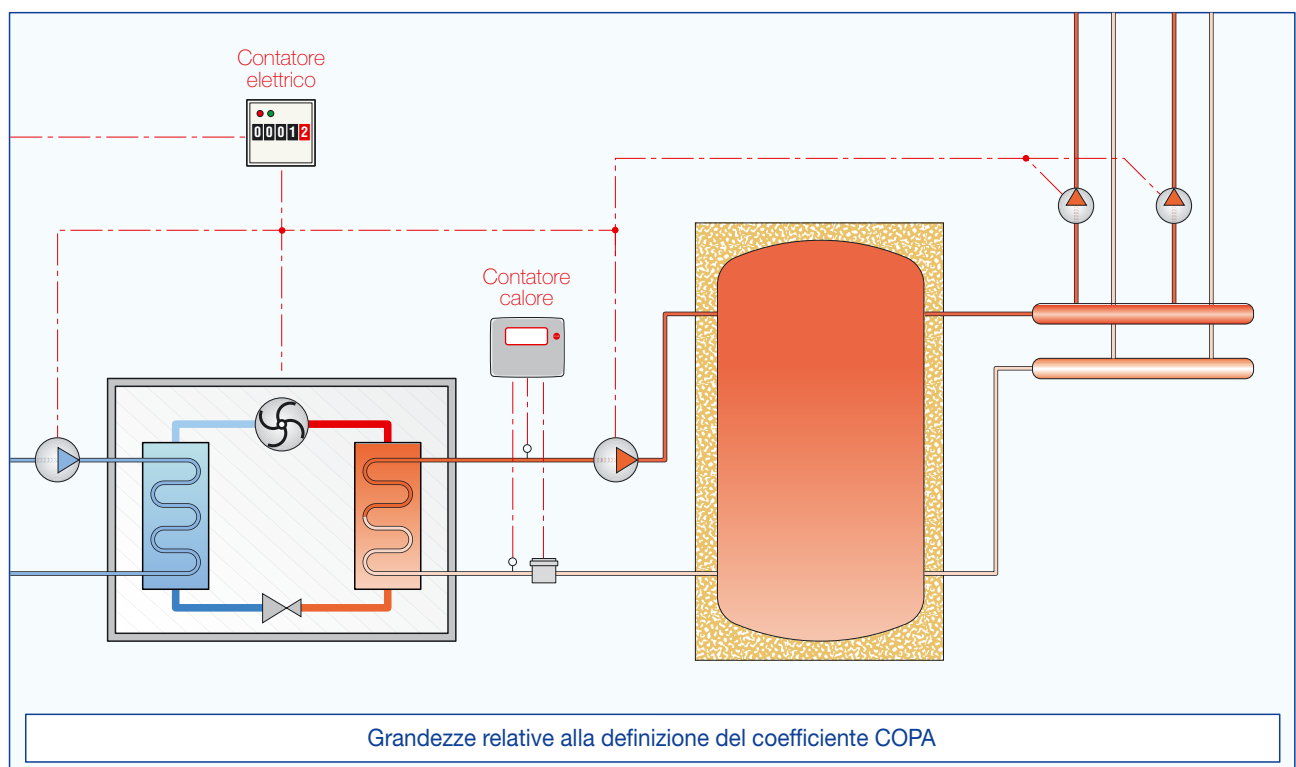 Contatore
elettrico
00012
Contatore
calore
Grandezze relative alla definizione del coefficiente COPA